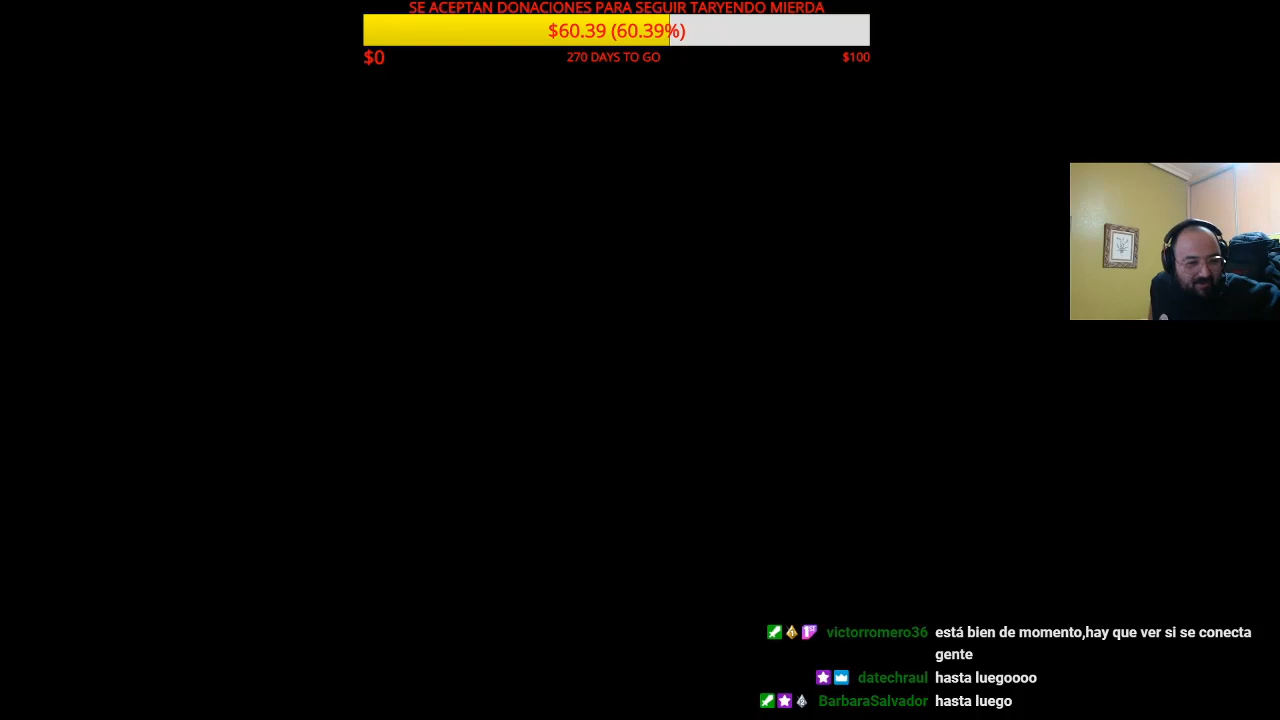 SE ACEPTAN DONACIONES PARA SEGUIR TARYENDO MIERDA
$60.39 (60.39%)
$0 270 DAYS TO GO $100
victorromero36 está bien de momento,hay que ver si se conecta
gente
datechraul hasta luegoooo
BarbaraSalvador hasta luego